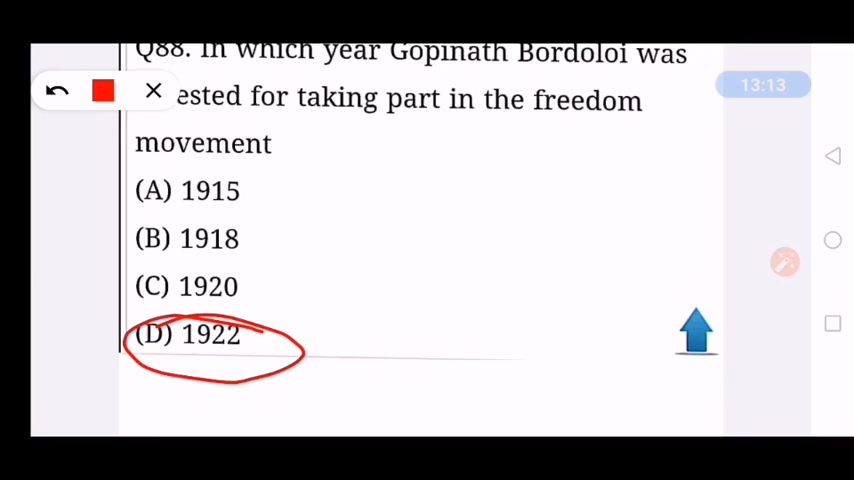 Q88. In which year Gopinath Bordoloi was
13:13
ested for taking part in the freedom
movement
(A) 1915
(B) 1918
(C) 1920
(D) 1922